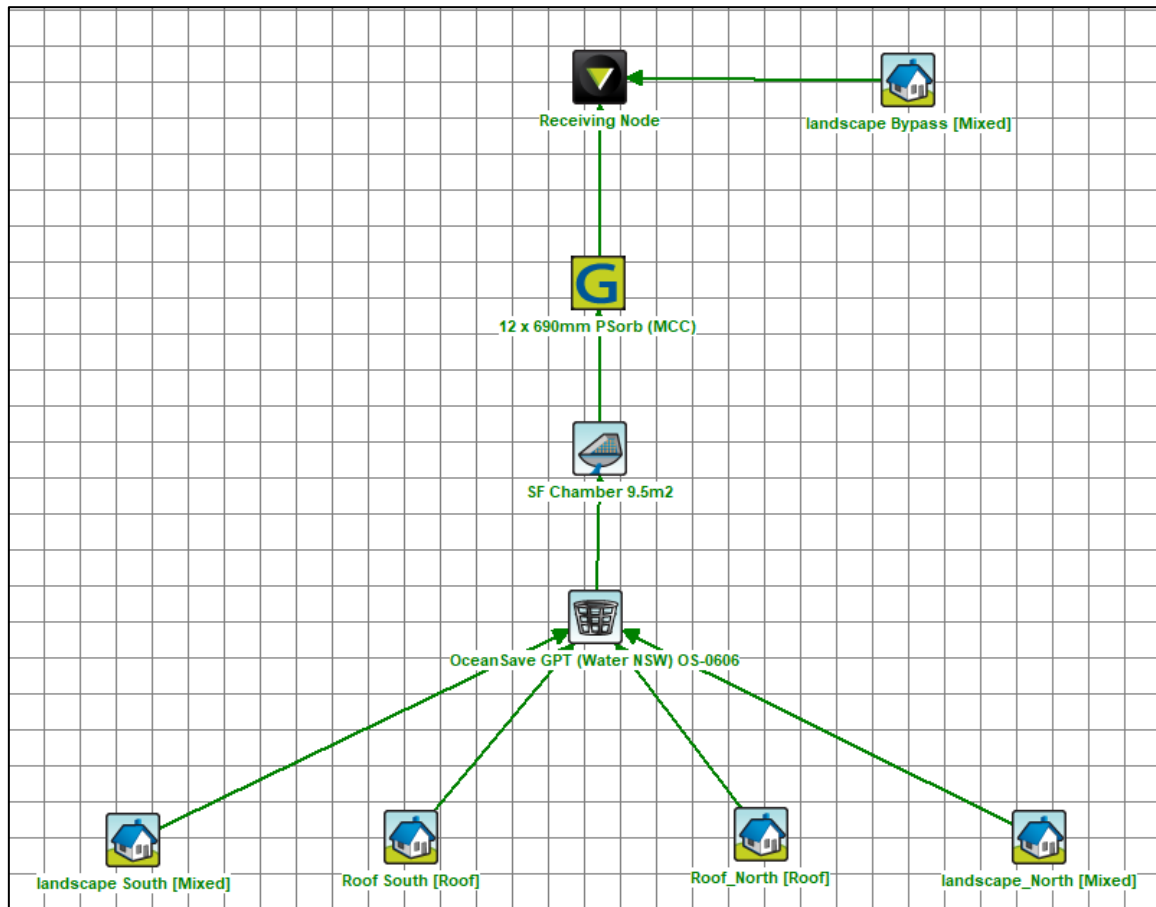 Receiving Node
landscape Bypass [Mixed]
G
12 x 690mm PSorb (MCC)
SF Chamber 9.5m2
OceanSave GPT (Water NSW) OS-0606
landscape South [Mixed]
Roof South [Roof]
Roof_North [Roof]
landscape_North [Mixed]